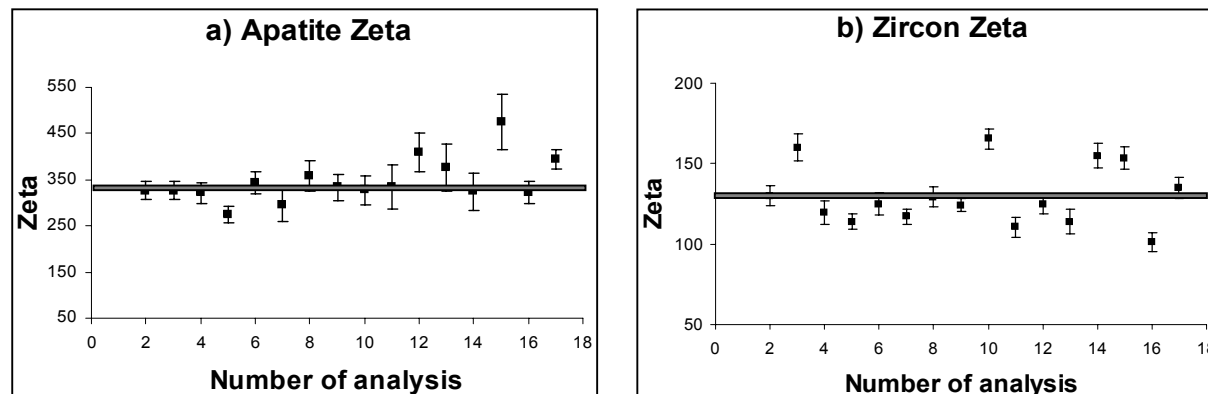 a) Apatite Zeta
550
450
350
250
150
50
Zeta
0 2 4 6 8 10 12 14 16 18
Number of analysis
b) Zircon Zeta
200
150
100
50
Zeta
0 2 4 6 8 10 12 14 16 18
Number of analysis